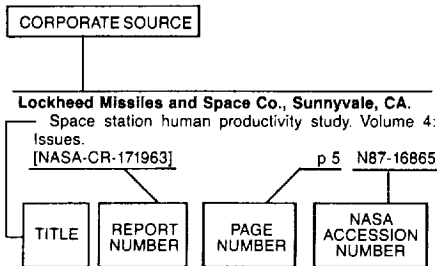 CORPORATE SOURCE
Lockheed Missiles and Space Co., Sunnyvale, CA.
Space station human productivity study. Volume 4:
Issues.
[NASA-CR-171963] p 5 N87-16865
TITLE
REPORT
NUMBER
PAGE
NUMBER
NASA
ACCESSION
NUMBER